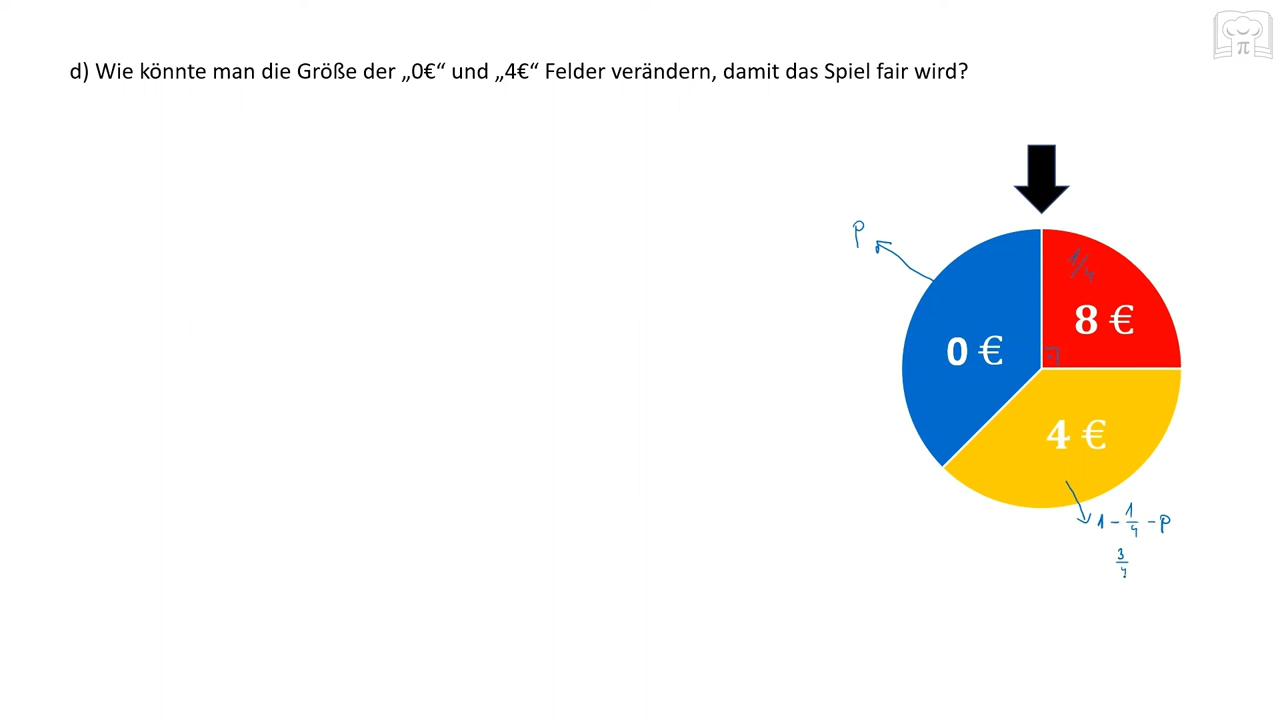 d) Wie könnte man die Größe der „0€“ und „4€“ Felder verändern, damit das Spiel fair wird?
p
1/4
8 €
0 €
4 €
1 - 1/4 - p
3/4
π